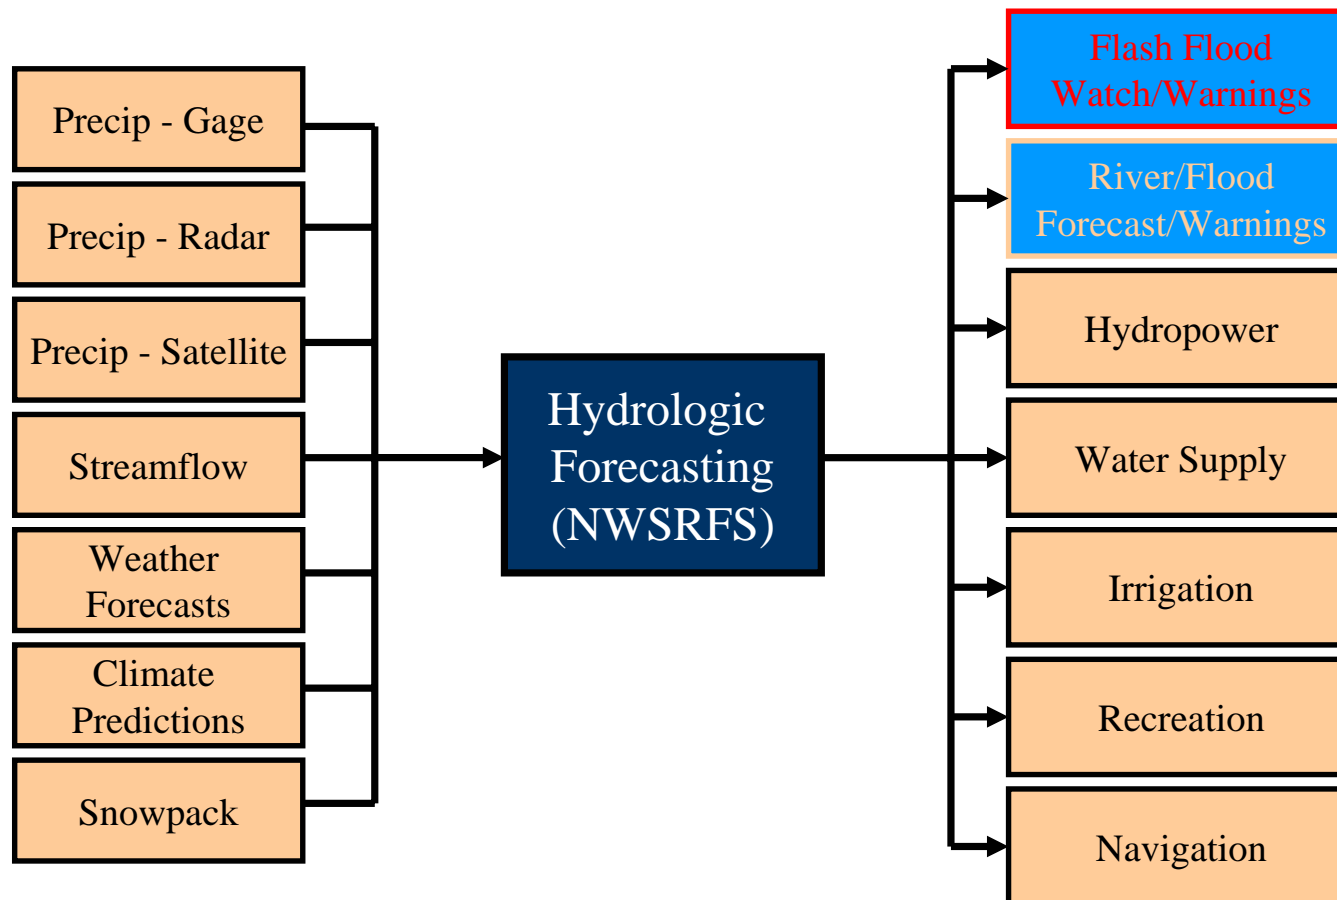 Precip - Gage
Precip - Radar
Precip - Satellite
Streamflow
Weather
Forecasts
Climate
Predictions
Snowpack
Hydrologic
Forecasting
(NWSRFS)
Flash Flood
Watch/Warnings
River/Flood
Forecast/Warnings
Hydropower
Water Supply
Irrigation
Recreation
Navigation